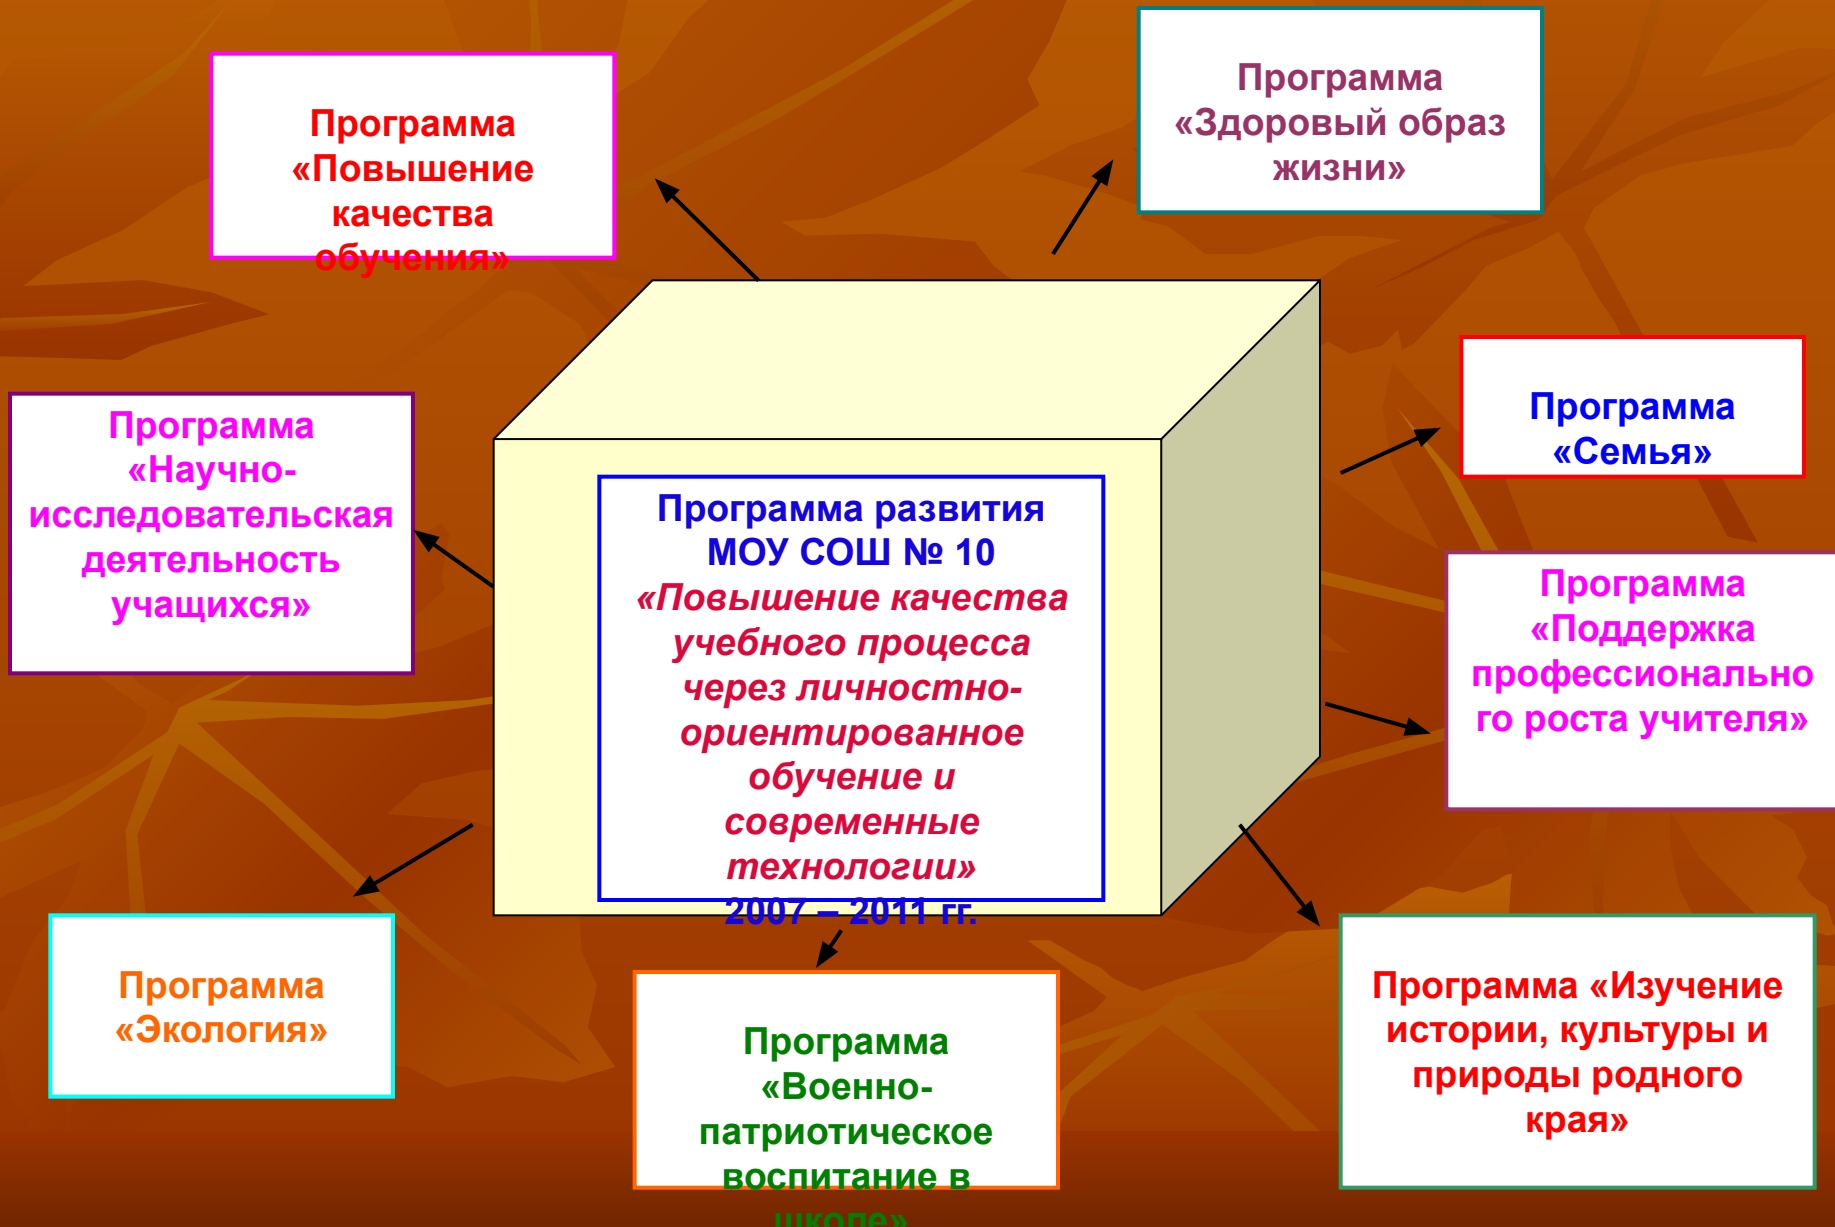 Программа
«Здоровый образ
жизни»
Программа
«Повышение
качества
обучения»
Программа
«Семья»
Программа
«Научно-
исследовательская
деятельность
учащихся»
Программа развития
МОУ СОШ № 10
«Повышение качества
учебного процесса
через личностно-
ориентированное
обучение и
современные
технологии»
2007 – 2011 гг.
Программа
«Поддержка
профессионально
го роста учителя»
Программа
«Экология»
Программа
«Военно-
патриотическое
воспитание в
школе»
Программа «Изучение
истории, культуры и
природы родного
края»